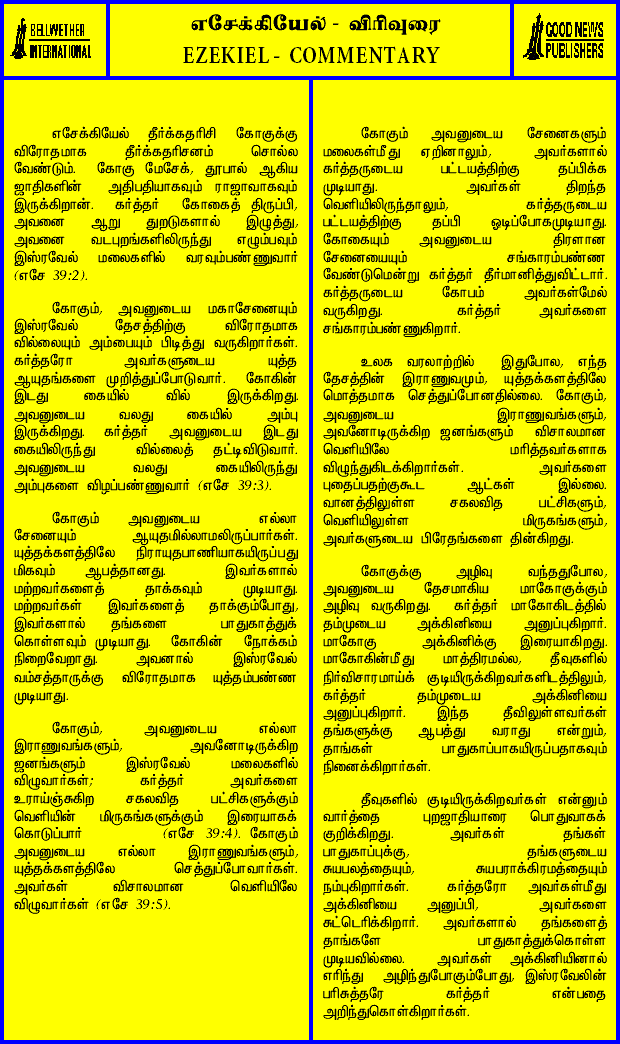 BELLWETHER
INTERNATIONAL
எசேக்கியேல் - விரிவுரை
EZEKIEL - COMMENTARY
GOOD NEWS
PUBLISHERS
எசேக்கியேல் தீர்க்கதரிசி கோகுக்கு
விரோதமாக தீர்க்கதரிசனம் சொல்ல
வேண்டும். கோகு மேசேக், தூபால் ஆகிய
ஜாதிகளின் அதிபதியாகவும் ராஜாவாகவும்
இருக்கிறான். கர்த்தர் கோகைத் திருப்பி,
அவனை ஆறு துறடுகளால் இழுத்து,
அவனை வடபுறங்களிலிருந்து எழும்பவும்
இஸ்ரவேல் மலைகளில் வரவும்பண்ணுவார்
(எசே 39:2).
கோகும், அவனுடைய மகாசேனையும்
இஸ்ரவேல் தேசத்திற்கு விரோதமாக
வில்லையும் அம்பையும் பிடித்து வருகிறார்கள்.
கர்த்தரோ அவர்களுடைய யுத்த
ஆயுதங்களை முறித்துப்போடுவார். கோகின்
இடது கையில் வில் இருக்கிறது.
அவனுடைய வலது கையில் அம்பு
இருக்கிறது. கர்த்தர் அவனுடைய இடது
கையிலிருந்து வில்லைத் தட்டிவிடுவார்.
அவனுடைய வலது கையிலிருந்து
அம்புகளை விழப்பண்ணுவார் (எசே 39:3).
கோகும் அவனுடைய எல்லா
சேனையும் ஆயுதமில்லாமலிருப்பார்கள்.
யுத்தக்களத்திலே நிராயுதபாணியாகயிருப்பது
மிகவும் ஆபத்தானது. இவர்களால்
மற்றவர்களைத் தாக்கவும் முடியாது.
மற்றவர்கள் இவர்களைத் தாக்கும்போது,
இவர்களால் தங்களை பாதுகாத்துக்
கொள்ளவும் முடியாது. கோகின் நோக்கம்
நிறைவேறாது. அவனால் இஸ்ரவேல்
வம்சத்தாருக்கு விரோதமாக யுத்தம்பண்ண
முடியாது.
கோகும், அவனுடைய எல்லா
இராணுவங்களும், அவனோடிருக்கிற
ஜனங்களும் இஸ்ரவேல் மலைகளில்
விழுவார்கள்; கர்த்தர் அவர்களை
உராய்ஞ்சுகிற சகலவித பட்சிகளுக்கும்
வெளியின் மிருகங்களுக்கும் இரையாகக்
கொடுப்பார் (எசே 39:4). கோகும்
அவனுடைய எல்லா இராணுவங்களும்,
யுத்தக்களத்திலே செத்துப்போவார்கள்.
அவர்கள் விசாலமான வெளியிலே
விழுவார்கள் (எசே 39:5).
கோகும் அவனுடைய சேனைகளும்
மலைகள்மீது ஏறினாலும், அவர்களால்
கர்த்தருடைய பட்டயத்திற்கு தப்பிக்க
முடியாது. அவர்கள் திறந்த
வெளியிலிருந்தாலும், கர்த்தருடைய
பட்டயத்திற்கு தப்பி ஓடிப்போகமுடியாது.
கோகையும் அவனுடைய திரளான
சேனையையும் சங்காரம்பண்ண
வேண்டுமென்று கர்த்தர் தீர்மானித்துவிட்டார்.
கர்த்தருடைய கோபம் அவர்கள்மேல்
வருகிறது. கர்த்தர் அவர்களை
சங்காரம்பண்ணுகிறார்.
உலக வரலாற்றில் இதுபோல, எந்த
தேசத்தின் இராணுவமும், யுத்தக்களத்திலே
மொத்தமாக செத்துப்போனதில்லை. கோகும்,
அவனுடைய இராணுவங்களும்,
அவனோடிருக்கிற ஜனங்களும் விசாலமான
வெளியிலே மரித்தவர்களாக
விழுந்துகிடக்கிறார்கள். அவர்களை
புதைப்பதற்குகூட ஆட்கள் இல்லை.
வானத்திலுள்ள சகலவித பட்சிகளும்,
வெளியிலுள்ள மிருகங்களும்,
அவர்களுடைய பிரேதங்களை தின்கிறது.
கோகுக்கு அழிவு வந்ததுபோல,
அவனுடைய தேசமாகிய மாகோகுக்கும்
அழிவு வருகிறது. கர்த்தர் மாகோகிடத்தில்
தம்முடைய அக்கினியை அனுப்புகிறார்.
மாகோகு அக்கினிக்கு இரையாகிறது.
மாகோகின்மீது மாத்திரமல்ல, தீவுகளில்
நிர்விசாரமாய்க் குடியிருக்கிறவர்களிடத்திலும்,
கர்த்தர் தம்முடைய அக்கினியை
அனுப்புகிறார். இந்த தீவிலுள்ளவர்கள்
தங்களுக்கு ஆபத்து வராது என்றும்,
தாங்கள் பாதுகாப்பாகயிருப்பதாகவும்
நினைக்கிறார்கள்.
தீவுகளில் குடியிருக்கிறவர்கள் என்னும்
வார்த்தை புறஜாதியாரை பொதுவாகக்
குறிக்கிறது. அவர்கள் தங்கள்
பாதுகாப்புக்கு, தங்களுடைய
சுயபலத்தையும், சுயபராக்கிரமத்தையும்
நம்புகிறார்கள். கர்த்தரோ அவர்கள்மீது
அக்கினியை அனுப்பி, அவர்களை
சுட்டெரிக்கிறார். அவர்களால் தங்களைத்
தாங்களே பாதுகாத்துக்கொள்ள
முடியவில்லை. அவர்கள் அக்கினியினால்
எரிந்து அழிந்துபோகும்போது, இஸ்ரவேலின்
பரிசுத்தரே கர்த்தர் என்பதை
அறிந்துகொள்கிறார்கள்.